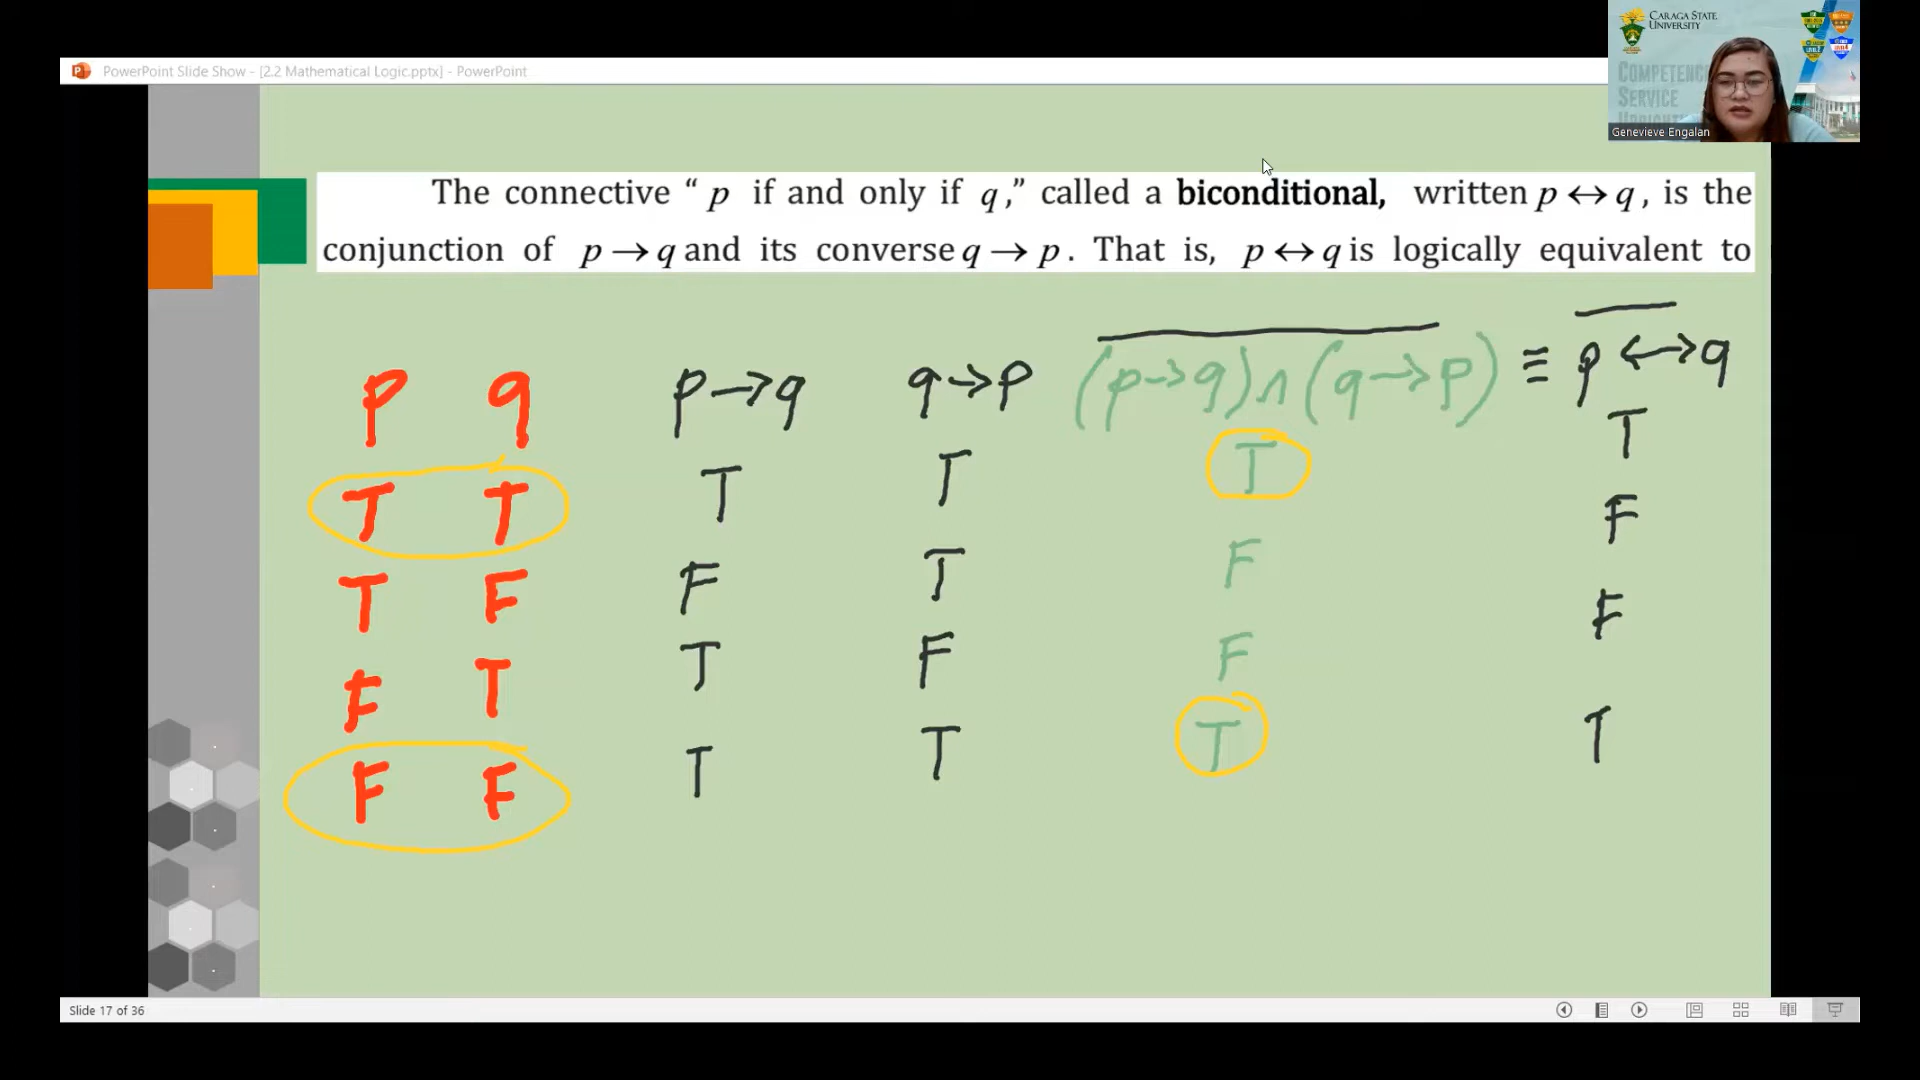 CARAGA STATE
UNIVERSITY
COMPETENC
SERVICE
Genevieve Engalan
PowerPoint Slide Show - [2.2 Mathematical Logic.pptx] - PowerPoint
The connective “ p if and only if q,” called a biconditional, written p ↔ q , is the
conjunction of p → q and its converse q → p . That is, p ↔ q is logically equivalent to
p q p → q q → p (p → q) ∧ (q → p) ≡ p ↔ q
T T T T T T
T F F T F F
F T T F F F
F F T T T T
Slide 17 of 36